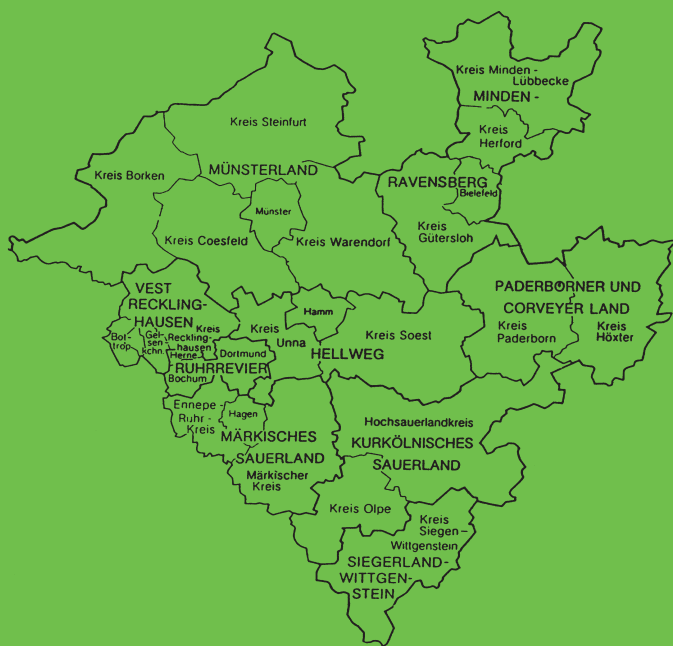 Kreis Minden -
Lübbecke
MINDEN -
Kreis
Herford
Kreis Steinfurt
Kreis Borken
MÜNSTERLAND
RAVENSBERG
Bielefeld
Münster
Kreis Coesfeld
Kreis Warendorf
Kreis
Gütersloh
PADERBORNER UND
CORVEYER LAND
Kreis
Paderborn
Kreis
Höxter
VEST
RECKLING-
HAUSEN
Bot-
trop
Gel-
sen-
kchn.
Kreis
Reckling-
hausen
Herne
Hamm
Kreis
Unna
Kreis Soest
HELLWEG
Dortmund
RUHRREVIER
Bochum
Ennepe -
Ruhr -
Kreis
Hagen
MÄRKISCHES
SAUERLAND
Märkischer
Kreis
Hochsauerlandkreis
KURKÖLNISCHES
SAUERLAND
Kreis Olpe
Kreis
Siegen -
Wittgenstein
SIEGERLAND-
WITTGEN-
STEIN